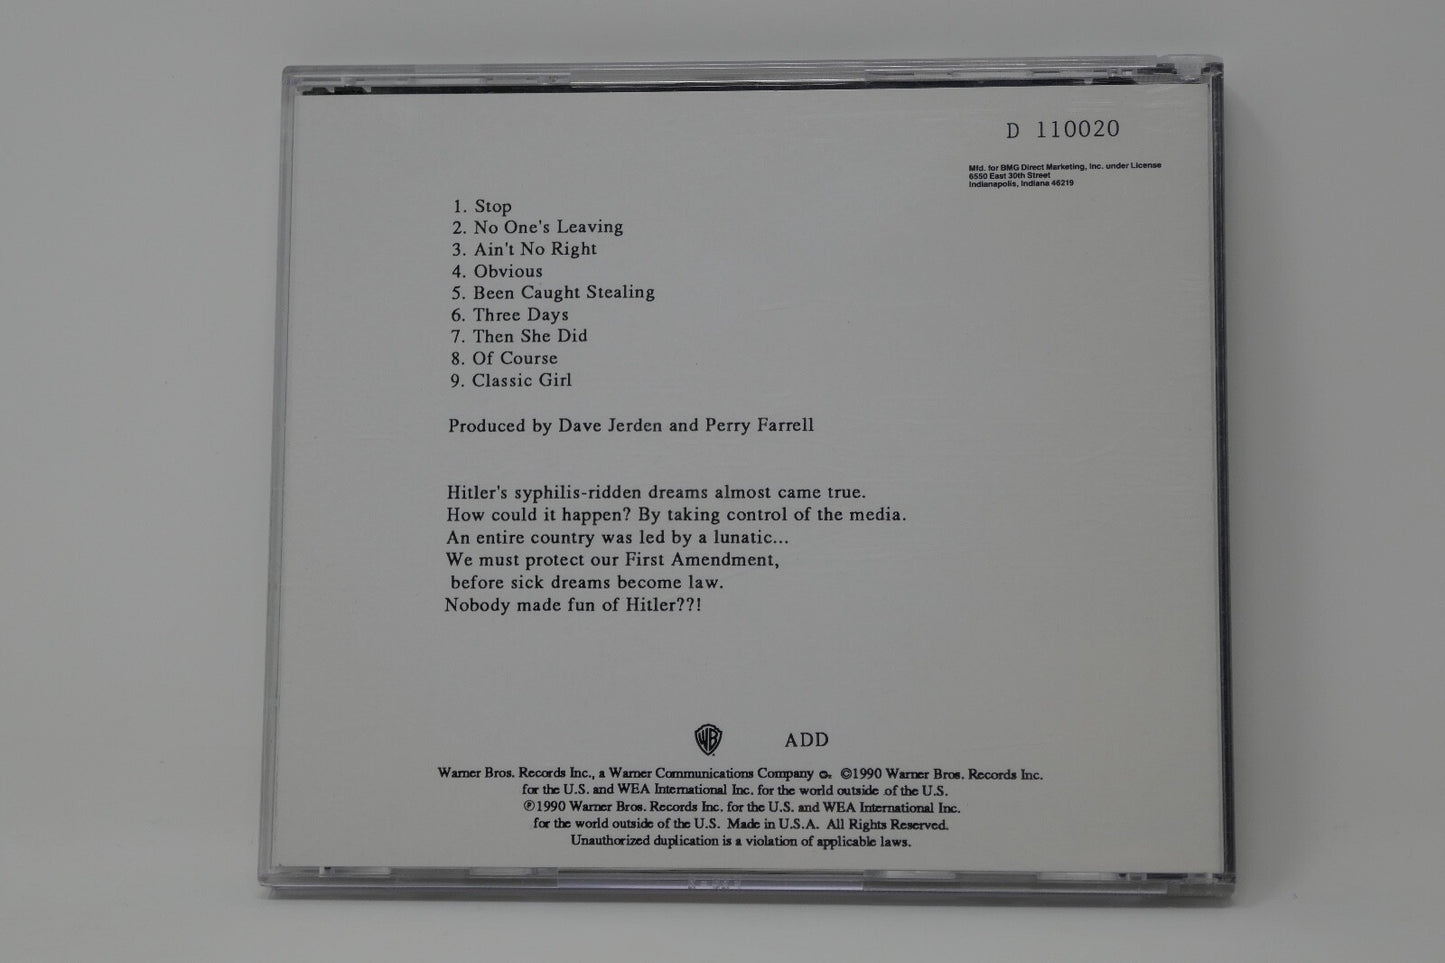 D 110020
Mfd. for BMG Direct Marketing, Inc. under License
6550 East 30th Street
Indianapolis, Indiana 46219
1. Stop
2. No One's Leaving
3. Ain't No Right
4. Obvious
5. Been Caught Stealing
6. Three Days
7. Then She Did
8. Of Course
9. Classic Girl
Produced by Dave Jerden and Perry Farrell
Hitler's syphilis-ridden dreams almost came true.
How could it happen? By taking control of the media.
An entire country was led by a lunatic...
We must protect our First Amendment,
before sick dreams become law.
Nobody made fun of Hitler??!
WB ADD
Warner Bros. Records Inc., a Warner Communications Company ©1990 Warner Bros. Records Inc.
for the U.S. and WEA International Inc. for the world outside of the U.S.
℗1990 Warner Bros. Records Inc. for the U.S. and WEA International Inc.
for the world outside of the U.S. Made in U.S.A. All Rights Reserved.
Unauthorized duplication is a violation of applicable laws.